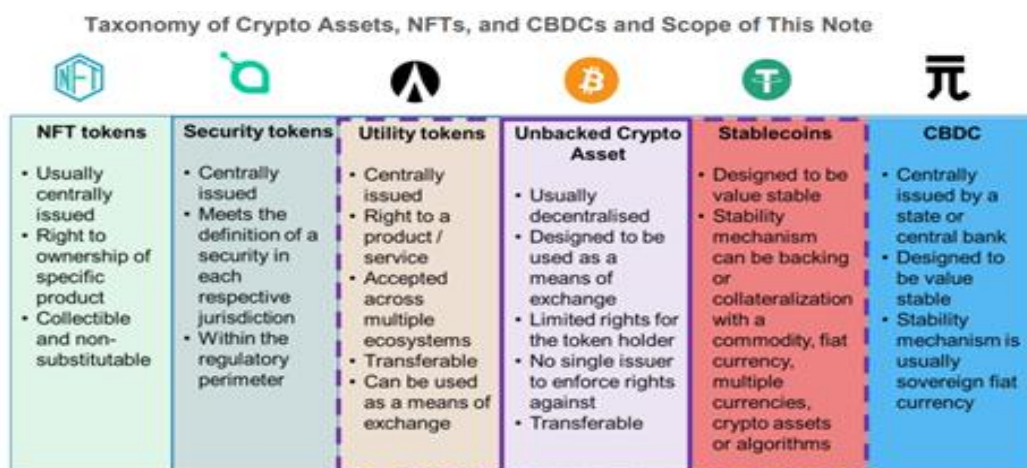 Taxonomy of Crypto Assets, NFTs, and CBDCs and Scope of This Note
NFT
NFT tokens
• Usually
centrally
issued
• Right to
ownership of
specific
product
• Collectible
and non-
substitutable
Security tokens
• Centrally
issued
• Meets the
definition of a
security in
each
respective
jurisdiction
• Within the
regulatory
perimeter
Utility tokens
• Centrally
issued
• Right to a
product /
service
• Accepted
across
multiple
ecosystems
• Transferable
• Can be used
as a means of
exchange
Unbacked Crypto
Asset
• Usually
decentralised
• Designed to be
used as a
means of
exchange
• Limited rights for
the token holder
• No single issuer
to enforce rights
against
• Transferable
Stablecoins
• Designed to be
value stable
• Stability
mechanism
can be backing
or
collateralization
with a
commodity, fiat
currency,
multiple
currencies,
crypto assets
or algorithms
CBDC
• Centrally
issued by a
state or
central bank
• Designed to
be value
stable
• Stability
mechanism is
usually
sovereign fiat
currency